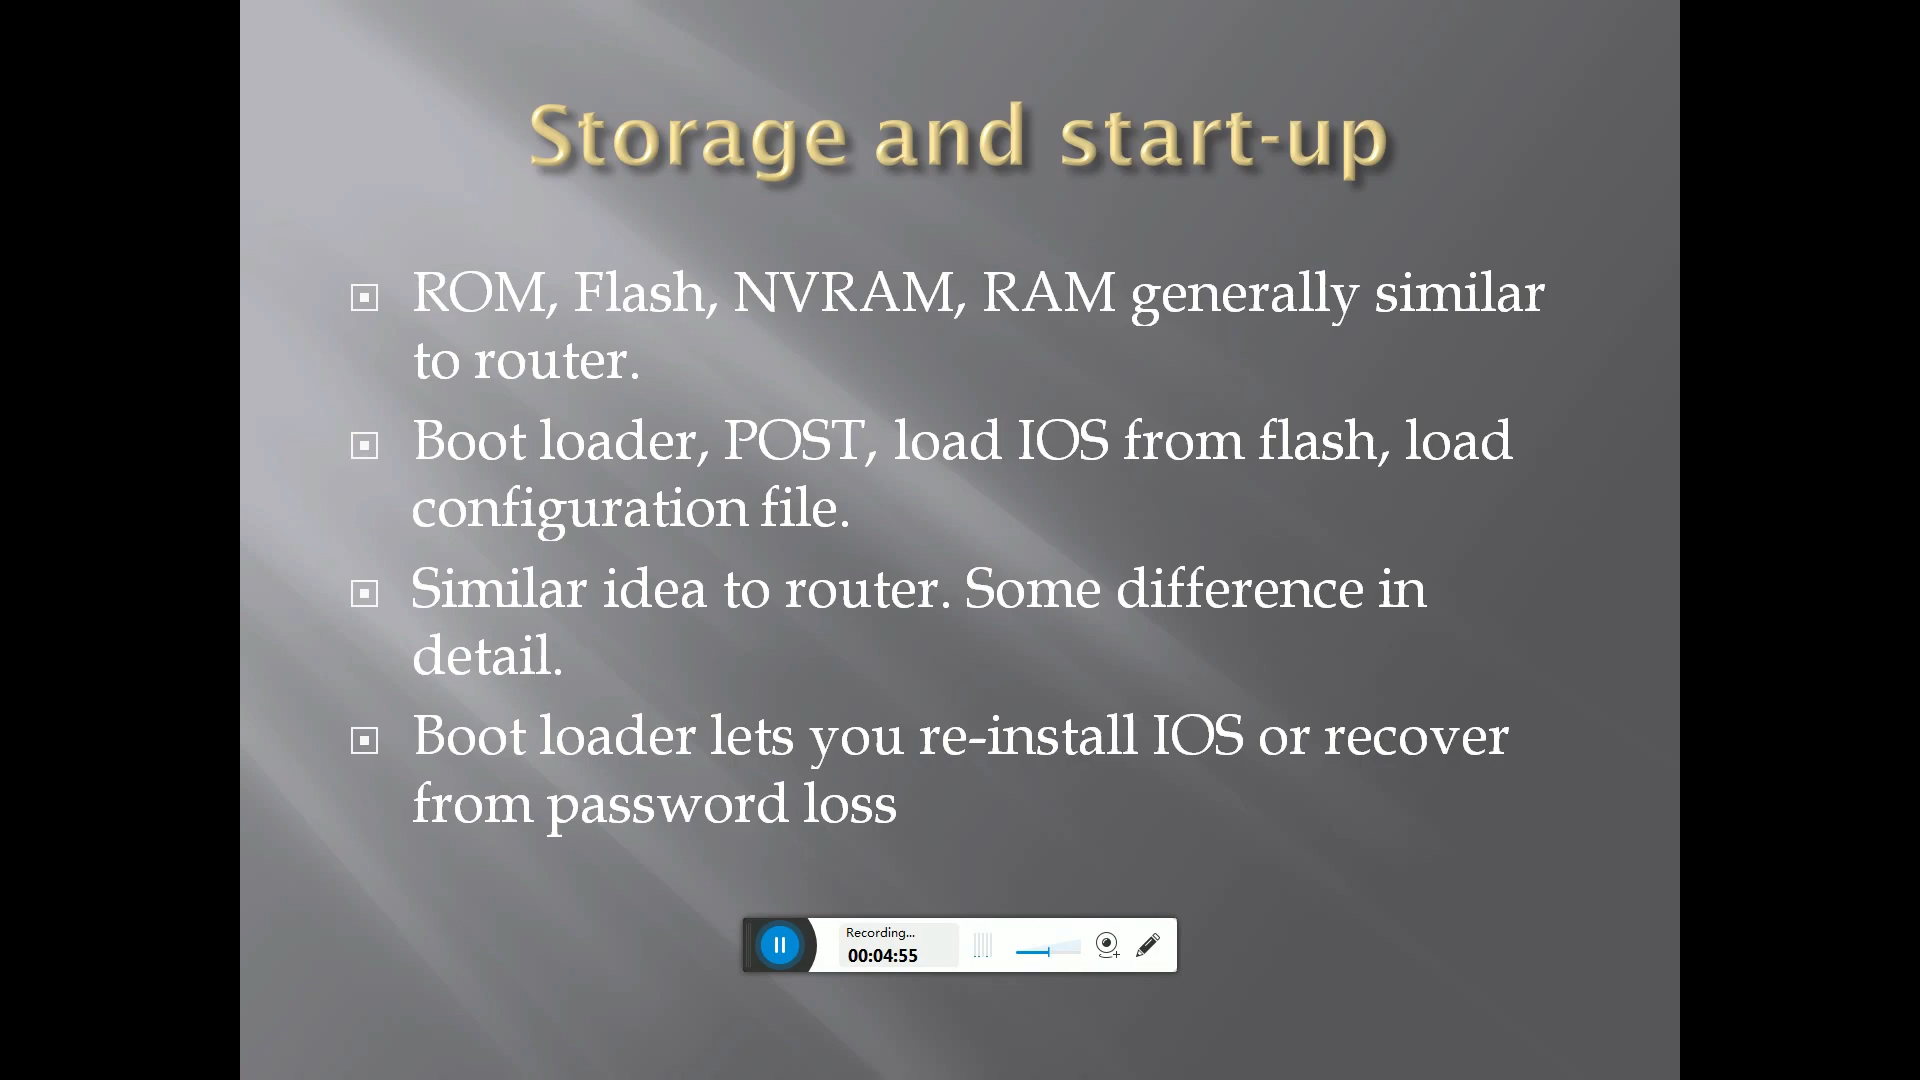 Storage and start-up
ROM, Flash, NVRAM, RAM generally similar
to router.
Boot loader, POST, load IOS from flash, load
configuration file.
Similar idea to router. Some difference in
detail.
Boot loader lets you re-install IOS or recover
from password loss
Recording...
00:04:55